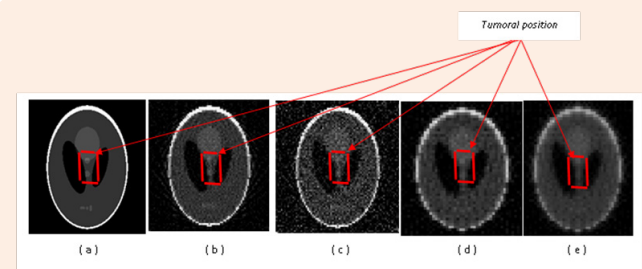 Tumoral position
( a )
( b )
( c )
( d )
( e )